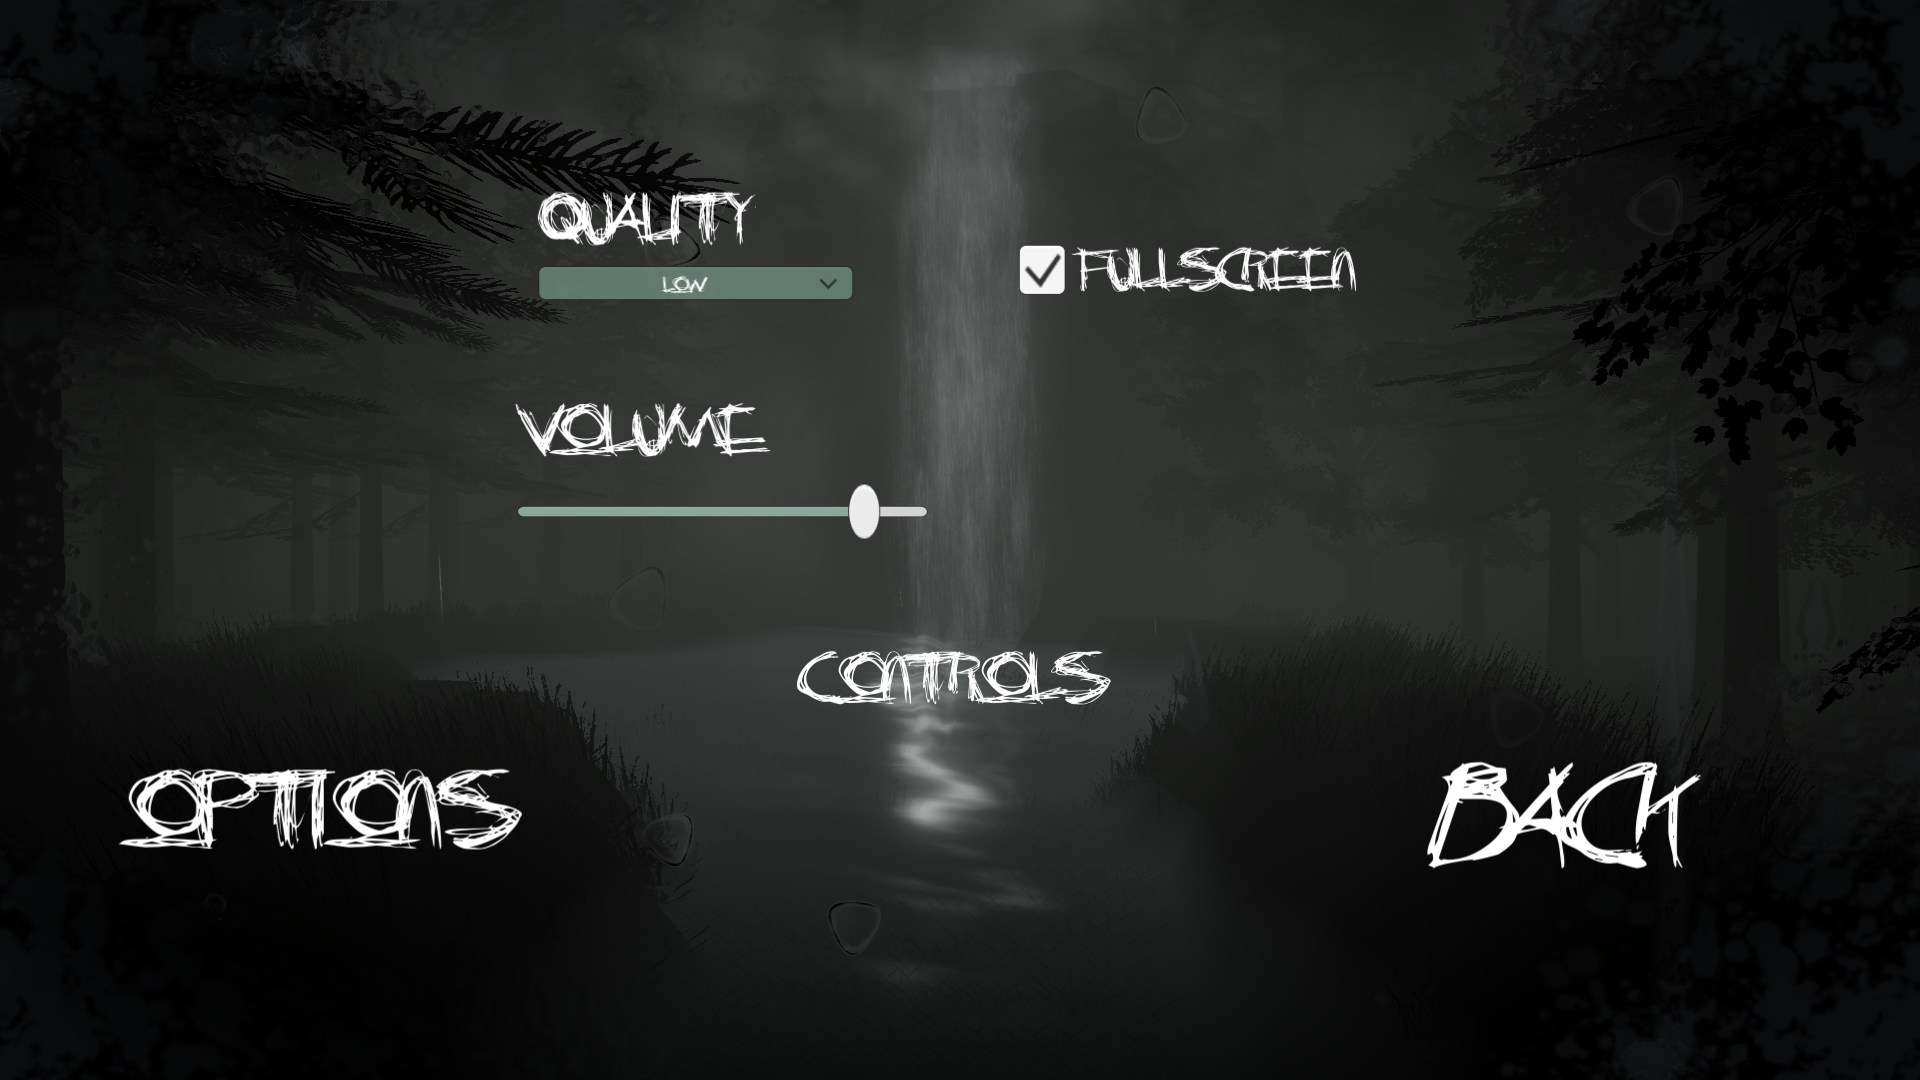 QUALITY
LOW
FULLSCREEN
VOLUME
CONTROLS
OPTIONS
BACK